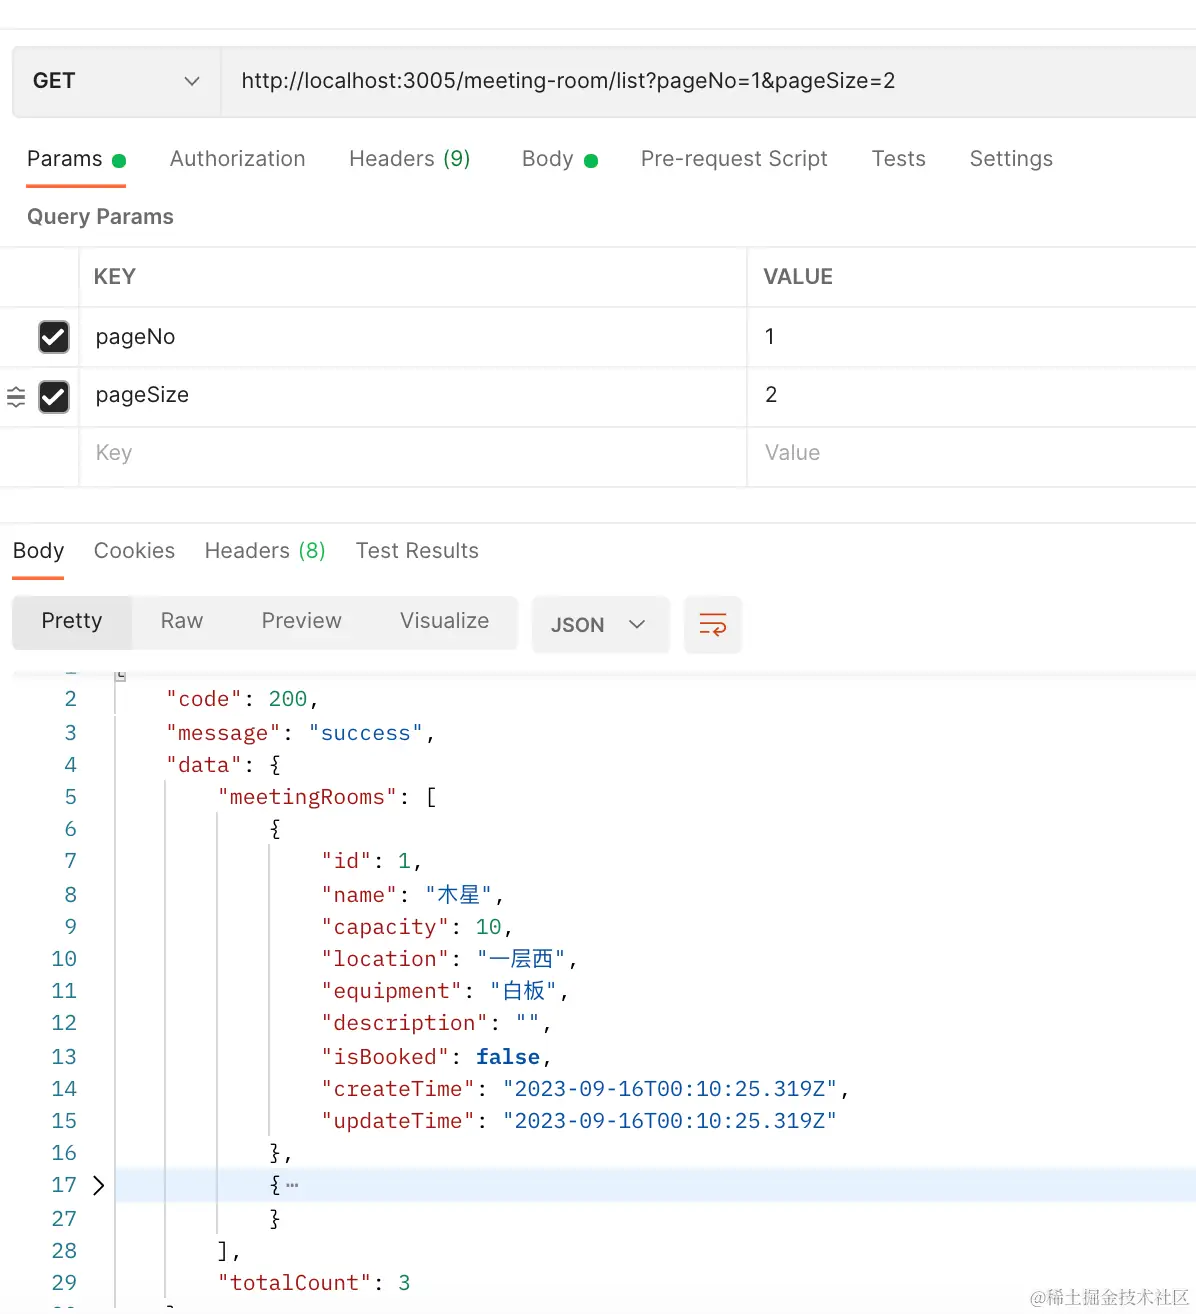 GET http://localhost:3005/meeting-room/list?pageNo=1&pageSize=2
Params Authorization Headers (9) Body Pre-request Script Tests Settings
Query Params
KEY VALUE
pageNo 1
pageSize 2
Key Value
Body Cookies Headers (8) Test Results
Pretty Raw Preview Visualize JSON
2 "code": 200,
3 "message": "success",
4 "data": {
5 "meetingRooms": [
6 {
7 "id": 1,
8 "name": "木星",
9 "capacity": 10,
10 "location": "一层西",
11 "equipment": "白板",
12 "description": "",
13 "isBooked": false,
14 "createTime": "2023-09-16T00:10:25.319Z",
15 "updateTime": "2023-09-16T00:10:25.319Z"
16 },
17 {⋯
27 }
28 ],
29 "totalCount": 3
@稀土掘金技术社区